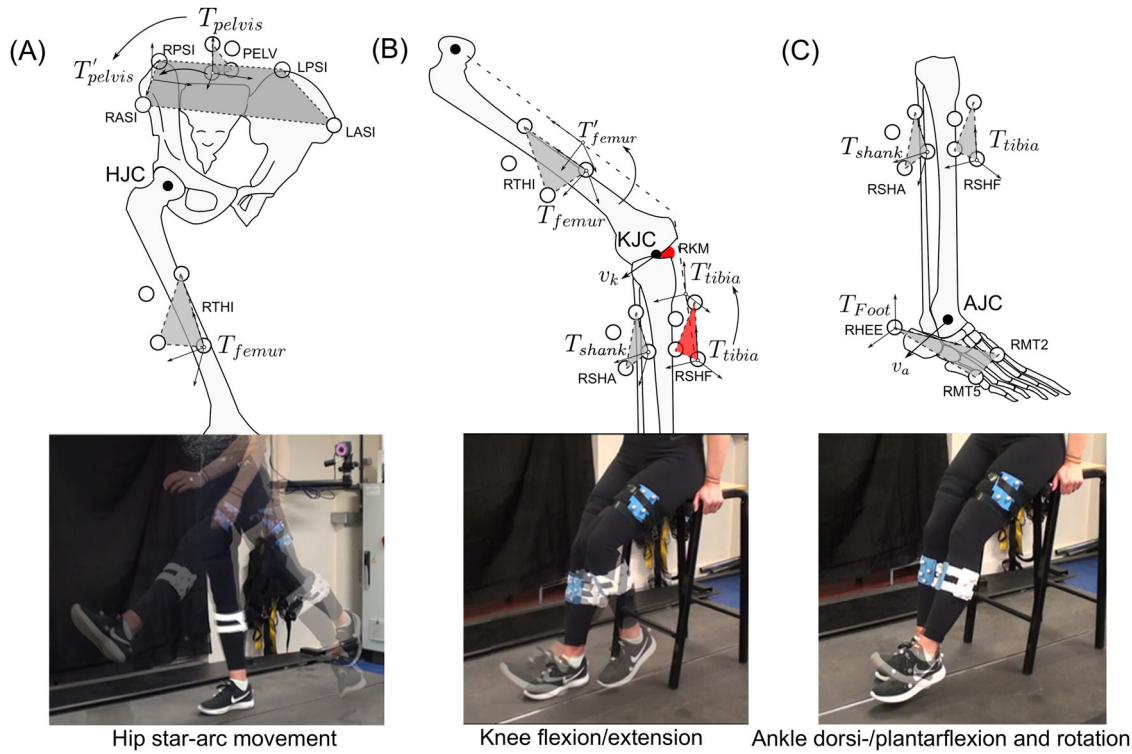 (A)
T_pelvis
RPSI
PELV
LPSI
T'_pelvis
RASI
LASI
HJC
RTHI
T_femur
(B)
T'_femur
RTHI
T_femur
KJC
RKM
v_k
T'_tibia
T_shank
T_tibia
RSHA
RSHF
(C)
T_shank
T_tibia
RSHA
RSHF
T_Foot
AJC
RHEE
RMT2
v_a
RMT5
Hip star-arc movement
Knee flexion/extension
Ankle dorsi-/plantarflexion and rotation